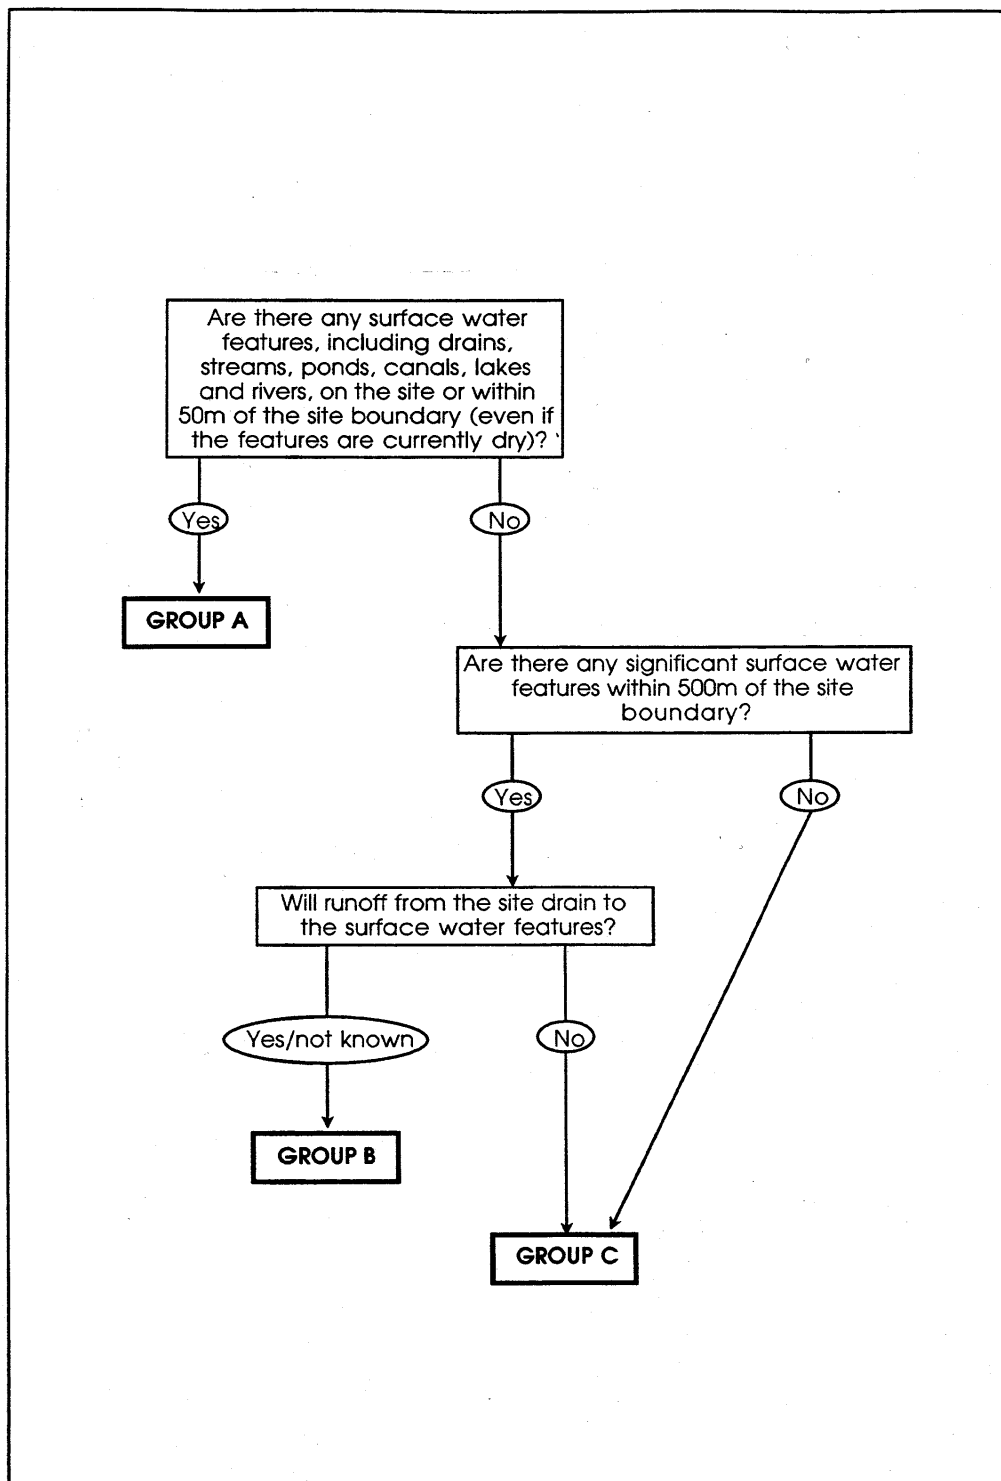 Are there any surface water
features, including drains,
streams, ponds, canals, lakes
and rivers, on the site or within
50m of the site boundary (even if
the features are currently dry)?
Yes
No
GROUP A
Are there any significant surface water
features within 500m of the site
boundary?
Yes
No
Will runoff from the site drain to
the surface water features?
Yes/not known
No
GROUP B
GROUP C